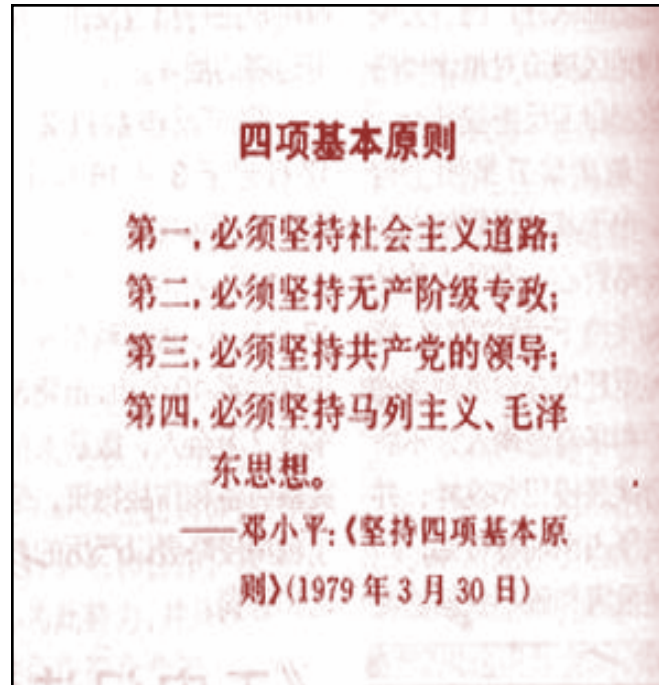 四项基本原则
第一,必须坚持社会主义道路;
第二,必须坚持无产阶级专政;
第三,必须坚持共产党的领导;
第四,必须坚持马列主义、毛泽
东思想。
——邓小平:《坚持四项基本原
则》(1979年3月30日)